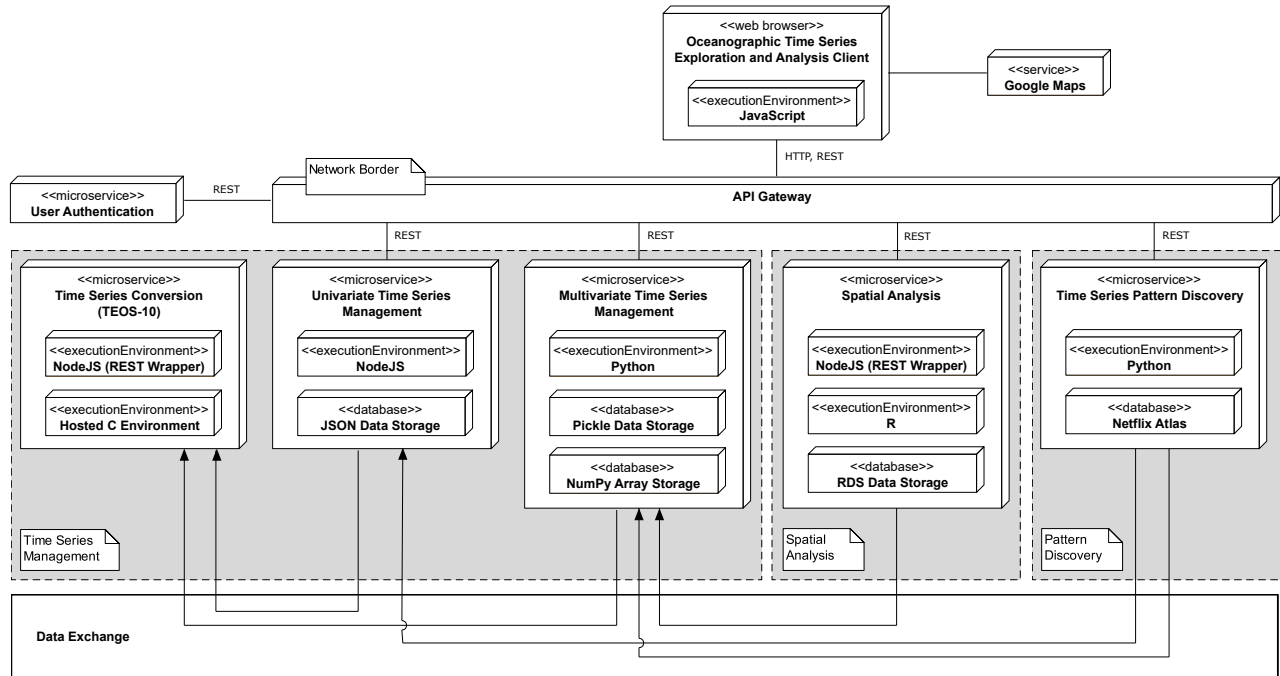 <<web browser>>
Oceanographic Time Series
Exploration and Analysis Client
<<executionEnvironment>>
JavaScript
<<service>>
Google Maps
HTTP, REST
Network Border
API Gateway
<<microservice>>
User Authentication
REST
REST
REST
REST
REST
<<microservice>>
Time Series Conversion
(TEOS-10)
<<executionEnvironment>>
NodeJS (REST Wrapper)
<<executionEnvironment>>
Hosted C Environment
<<microservice>>
Univariate Time Series
Management
<<executionEnvironment>>
NodeJS
<<database>>
JSON Data Storage
<<microservice>>
Multivariate Time Series
Management
<<executionEnvironment>>
Python
<<database>>
Pickle Data Storage
<<database>>
NumPy Array Storage
<<microservice>>
Spatial Analysis
<<executionEnvironment>>
NodeJS (REST Wrapper)
<<executionEnvironment>>
R
<<database>>
RDS Data Storage
<<microservice>>
Time Series Pattern Discovery
<<executionEnvironment>>
Python
<<database>>
Netflix Atlas
Time Series
Management
Spatial
Analysis
Pattern
Discovery
Data Exchange